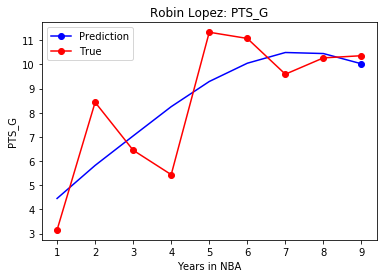 Robin Lopez: PTS_G
Prediction
True
PTS_G
11
10
9
8
7
6
5
4
3
1 2 3 4 5 6 7 8 9
Years in NBA